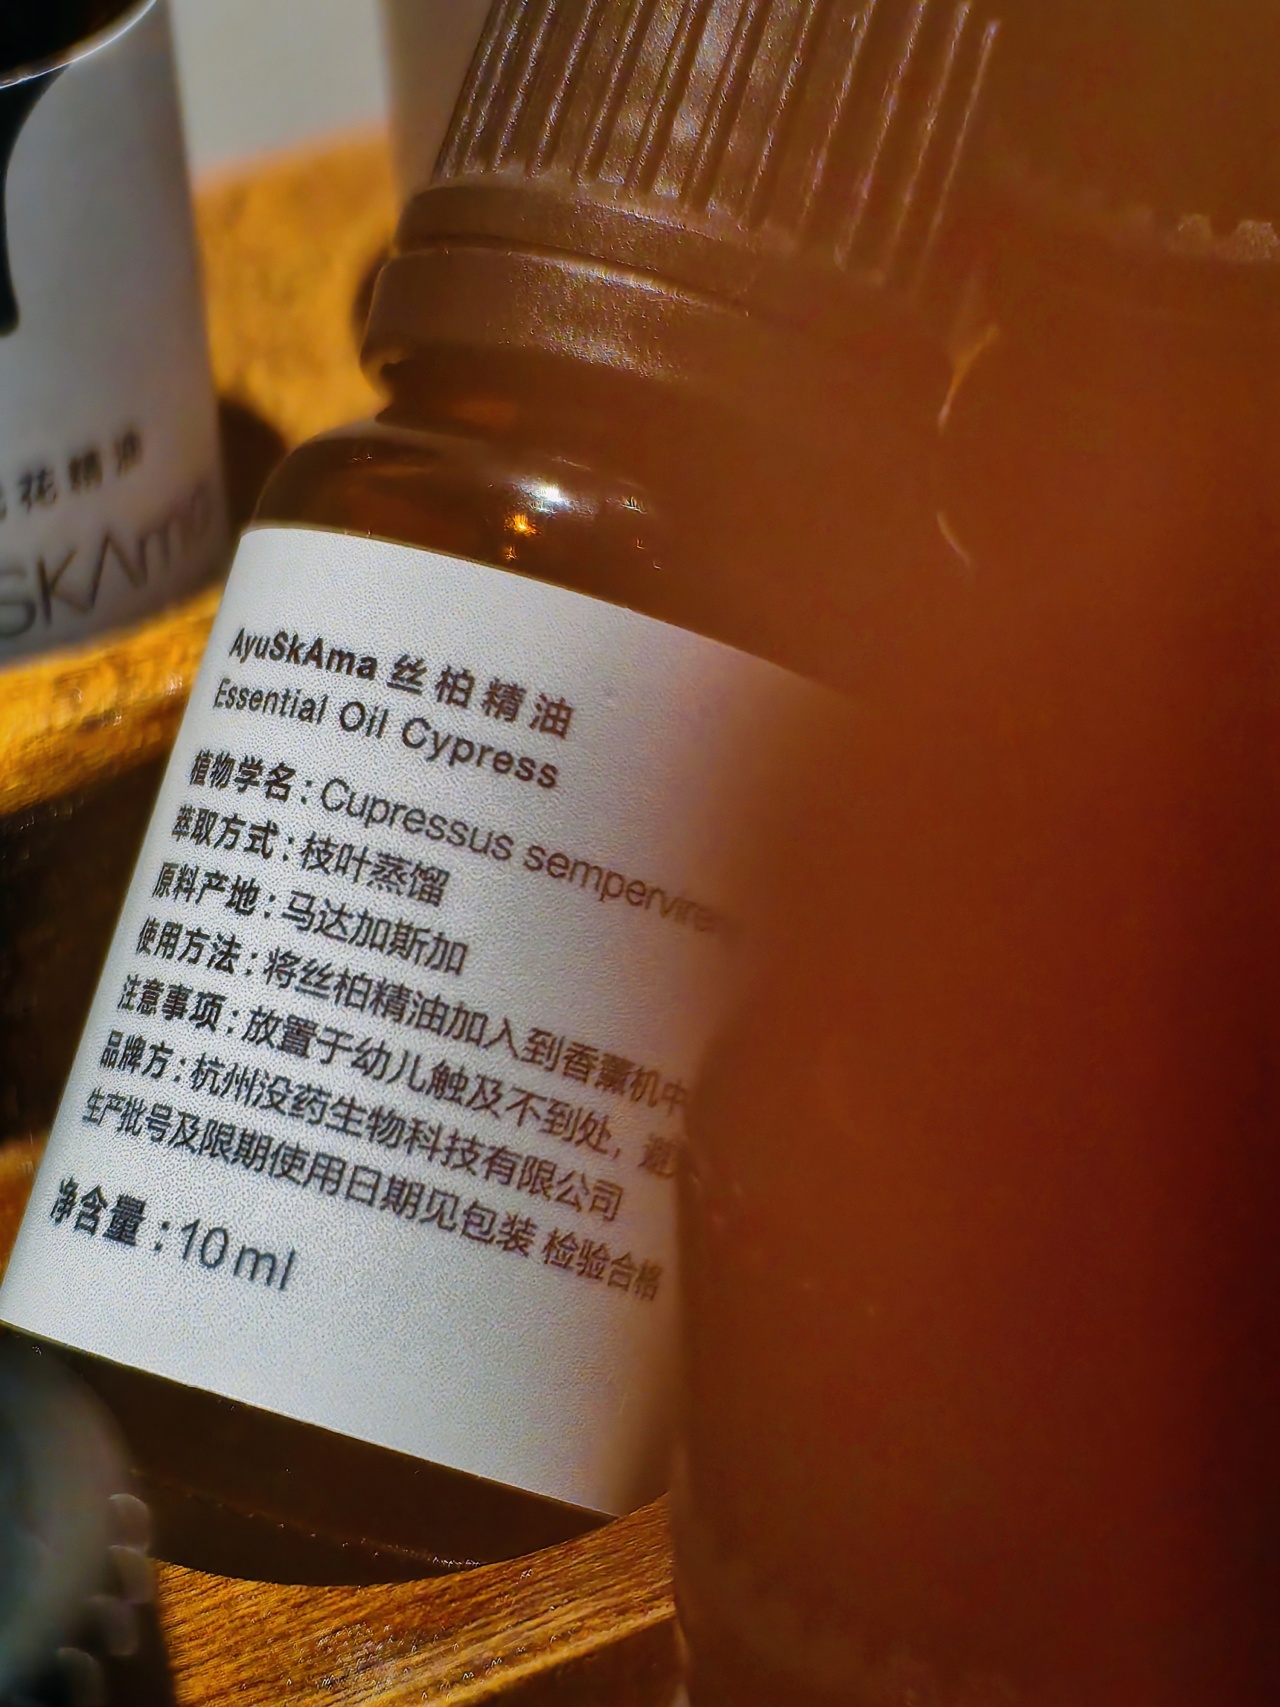 花精油
SKAma
AyuSkAma 丝柏精油
Essential Oil Cypress
植物学名：Cupressus
萃取方式：枝叶蒸馏
原料产地：马达加斯加
使用方法：将丝柏精油加入到香薰机中
注意事项：放置于幼儿触及不到处，避
品牌方：杭州没药生物科技有限公司
生产批号及限期使用日期见包装 检验合格
净含量：10ml